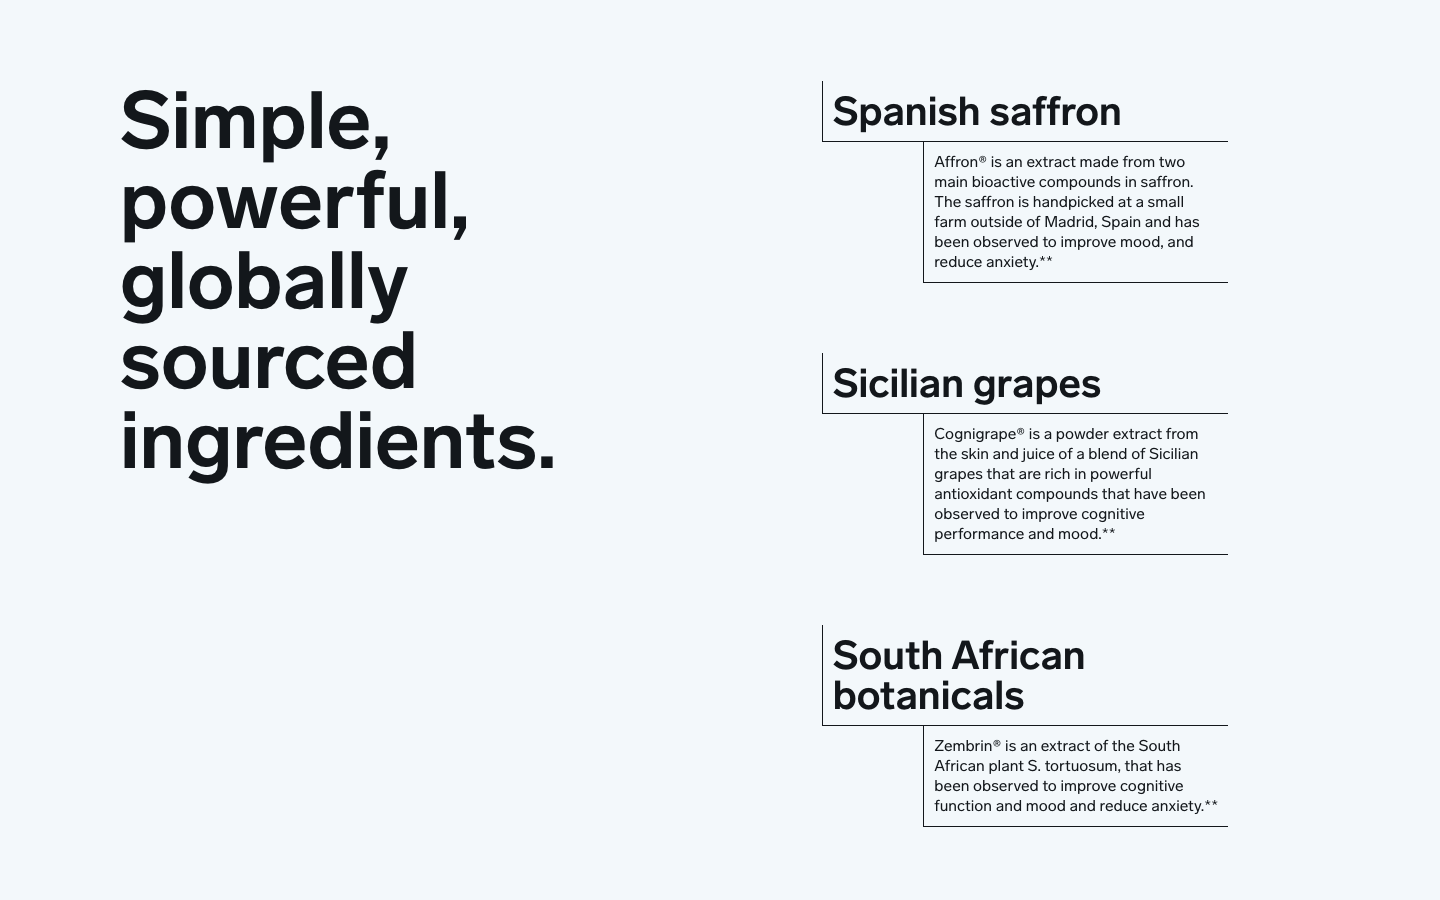 Simple,
powerful,
globally
sourced
ingredients.
Spanish saffron
Affron® is an extract made from two
main bioactive compounds in saffron.
The saffron is handpicked at a small
farm outside of Madrid, Spain and has
been observed to improve mood, and
reduce anxiety.**
Sicilian grapes
Cognigrape® is a powder extract from
the skin and juice of a blend of Sicilian
grapes that are rich in powerful
antioxidant compounds that have been
observed to improve cognitive
performance and mood.**
South African
botanicals
Zembrin® is an extract of the South
African plant S. tortuosum, that has
been observed to improve cognitive
function and mood and reduce anxiety.**